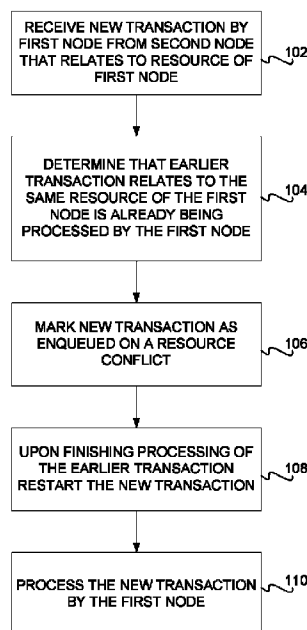 RECEIVE NEW TRANSACTION BY
FIRST NODE FROM SECOND NODE
THAT RELATES TO RESOURCE OF
FIRST NODE
102
DETERMINE THAT EARLIER
TRANSACTION RELATES TO THE
SAME RESOURCE OF THE FIRST
NODE IS ALREADY BEING
PROCESSED BY THE FIRST NODE
104
MARK NEW TRANSACTION AS
ENQUEUED ON A RESOURCE
CONFLICT
106
UPON FINISHING PROCESSING OF
THE EARLIER TRANSACTION
RESTART THE NEW TRANSACTION
108
PROCESS THE NEW TRANSACTION
BY THE FIRST NODE
110